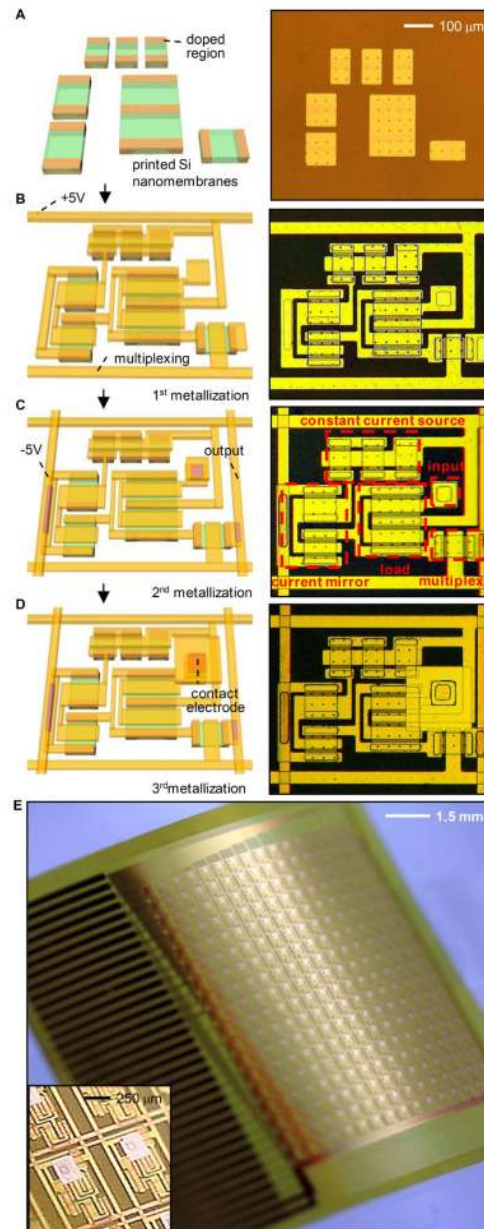 A
doped
region
printed Si
nanomembranes
100 μm
B
+5V
multiplexing
1st metallization
C
-5V
output
2nd metallization
constant current source
input
load
current mirror
multiplex
D
contact
electrode
3rdmetallization
E
1.5 mm
250 μm